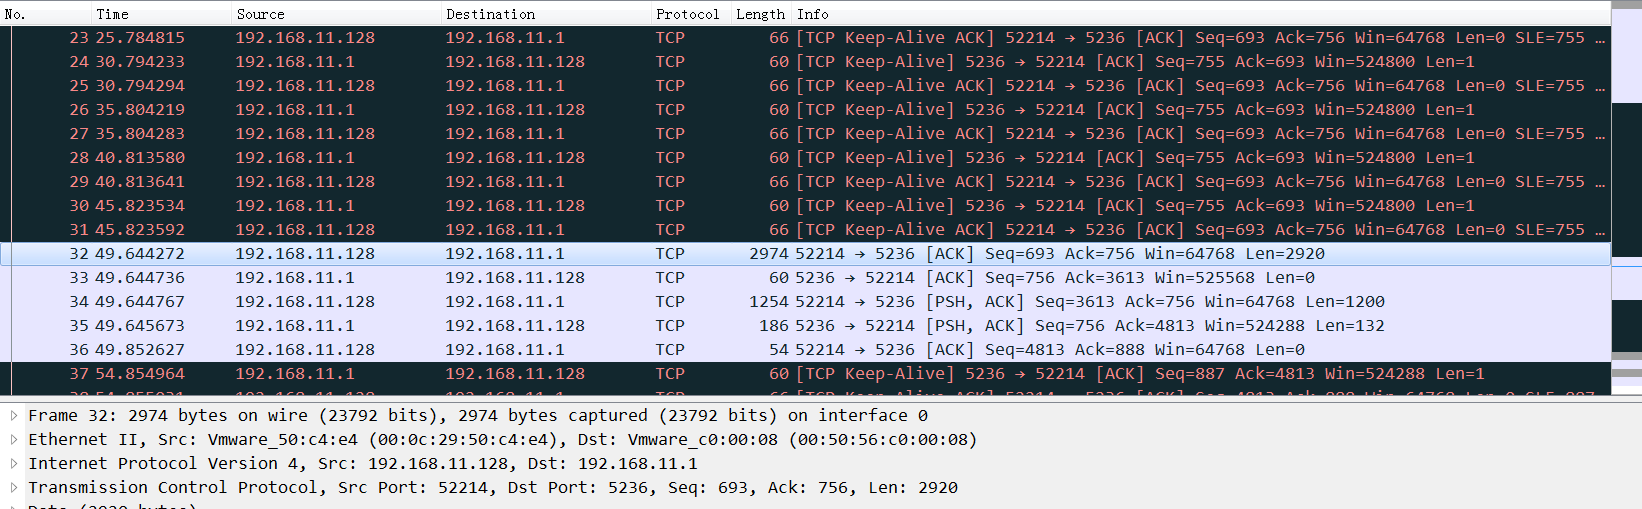 No. Time Source Destination Protocol Length Info
23 25.784815 192.168.11.128 192.168.11.1 TCP 66 [TCP Keep-Alive ACK] 52214 → 5236 [ACK] Seq=693 Ack=756 Win=64768 Len=0 SLE=755 …
24 30.794233 192.168.11.1 192.168.11.128 TCP 60 [TCP Keep-Alive] 5236 → 52214 [ACK] Seq=755 Ack=693 Win=524800 Len=1
25 30.794294 192.168.11.128 192.168.11.1 TCP 66 [TCP Keep-Alive ACK] 52214 → 5236 [ACK] Seq=693 Ack=756 Win=64768 Len=0 SLE=755 …
26 35.804219 192.168.11.1 192.168.11.128 TCP 60 [TCP Keep-Alive] 5236 → 52214 [ACK] Seq=755 Ack=693 Win=524800 Len=1
27 35.804283 192.168.11.128 192.168.11.1 TCP 66 [TCP Keep-Alive ACK] 52214 → 5236 [ACK] Seq=693 Ack=756 Win=64768 Len=0 SLE=755 …
28 40.813580 192.168.11.1 192.168.11.128 TCP 60 [TCP Keep-Alive] 5236 → 52214 [ACK] Seq=755 Ack=693 Win=524800 Len=1
29 40.813641 192.168.11.128 192.168.11.1 TCP 66 [TCP Keep-Alive ACK] 52214 → 5236 [ACK] Seq=693 Ack=756 Win=64768 Len=0 SLE=755 …
30 45.823534 192.168.11.1 192.168.11.128 TCP 60 [TCP Keep-Alive] 5236 → 52214 [ACK] Seq=755 Ack=693 Win=524800 Len=1
31 45.823592 192.168.11.128 192.168.11.1 TCP 66 [TCP Keep-Alive ACK] 52214 → 5236 [ACK] Seq=693 Ack=756 Win=64768 Len=0 SLE=755 …
32 49.644272 192.168.11.128 192.168.11.1 TCP 2974 52214 → 5236 [ACK] Seq=693 Ack=756 Win=64768 Len=2920
33 49.644736 192.168.11.1 192.168.11.128 TCP 60 5236 → 52214 [ACK] Seq=756 Ack=3613 Win=525568 Len=0
34 49.644767 192.168.11.128 192.168.11.1 TCP 1254 52214 → 5236 [PSH, ACK] Seq=3613 Ack=756 Win=64768 Len=1200
35 49.645673 192.168.11.1 192.168.11.128 TCP 186 5236 → 52214 [PSH, ACK] Seq=756 Ack=4813 Win=524288 Len=132
36 49.852627 192.168.11.128 192.168.11.1 TCP 54 52214 → 5236 [ACK] Seq=4813 Ack=888 Win=64768 Len=0
37 54.854964 192.168.11.1 192.168.11.128 TCP 60 [TCP Keep-Alive] 5236 → 52214 [ACK] Seq=887 Ack=4813 Win=524288 Len=1
Frame 32: 2974 bytes on wire (23792 bits), 2974 bytes captured (23792 bits) on interface 0
Ethernet II, Src: Vmware_50:c4:e4 (00:0c:29:50:c4:e4), Dst: Vmware_c0:00:08 (00:50:56:c0:00:08)
Internet Protocol Version 4, Src: 192.168.11.128, Dst: 192.168.11.1
Transmission Control Protocol, Src Port: 52214, Dst Port: 5236, Seq: 693, Ack: 756, Len: 2920